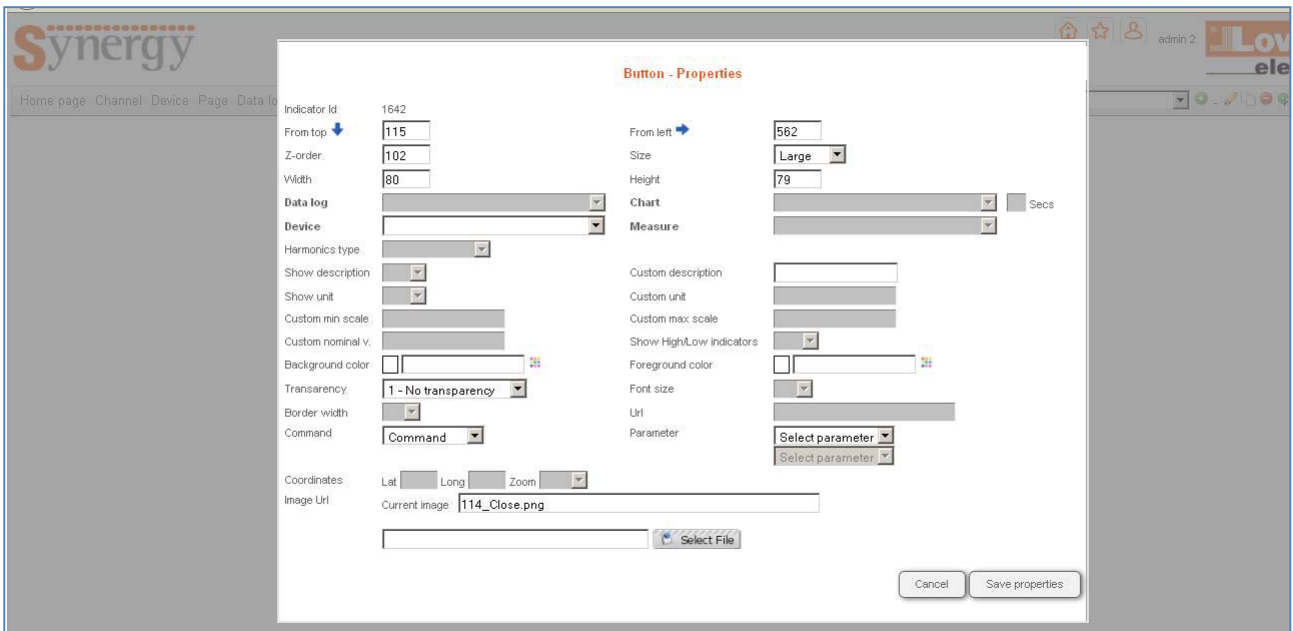 Synergy
admin 2
Lov
ele
Home page Channel Device Page Data lo
Button - Properties
Indicator Id 1642
From top 115 From left 562
Z-order 102 Size Large
Width 80 Height 79
Data log Chart Secs
Device Measure
Harmonics type
Show description Custom description
Show unit Custom unit
Custom min scale Custom max scale
Custom nominal v. Show High/Low indicators
Background color Foreground color
Transarency 1 - No transparency Font size
Border width Url
Command Command Parameter Select parameter
Select parameter
Coordinates Lat Long Zoom
Image Url Current image 114_Close.png
Select File
Cancel Save properties